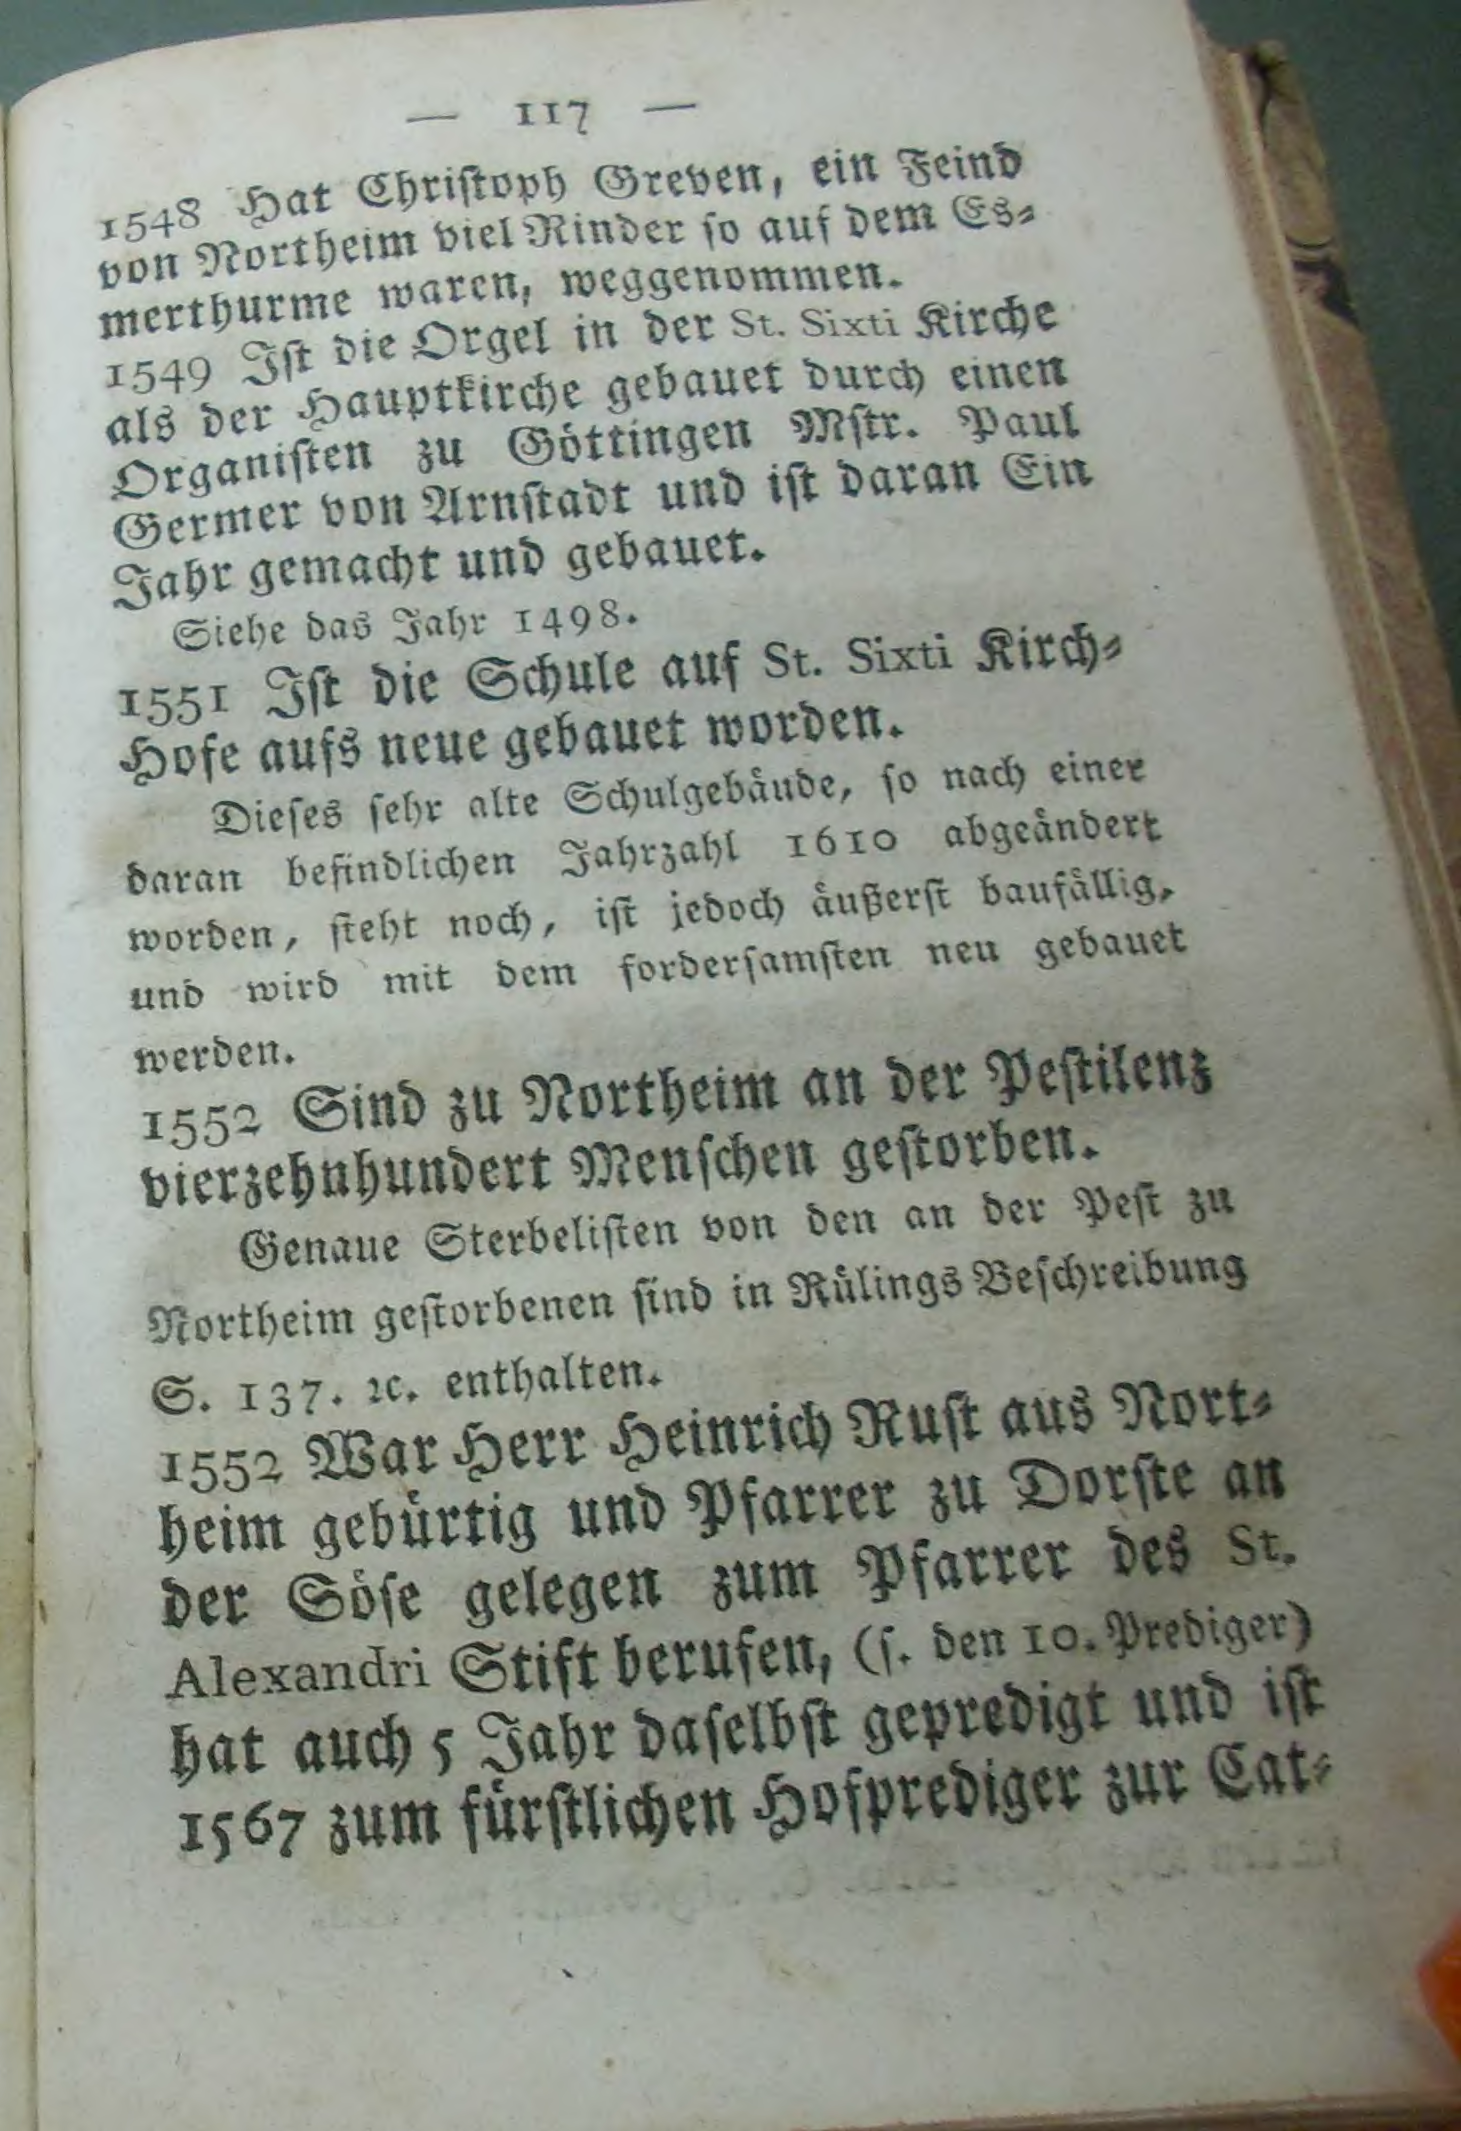 — 117 —
1548 Hat Chriſtoph Greven, ein Feind
von Northeim viel Rinder ſo auf dem Es-
merthurme waren, weggenommen.
1549 Iſt die Orgel in der St. Sixti Kirche
als der Hauptkirche gebauet durch einen
Organiſten zu Göttingen Mſtr. Paul
Germer von Arnſtadt und iſt daran Ein
Jahr gemacht und gebauet.
Siehe das Jahr 1498.
1551 Iſt die Schule auf St. Sixti Kirch-
Hofe aufs neue gebauet worden.
Dieſes ſehr alte Schulgebäude, ſo nach einer
daran befindlichen Jahrzahl 1610 abgeändert
worden, ſteht noch, iſt jedoch äußerſt baufällig,
und wird mit dem forderſamſten neu gebauet
werden.
1552 Sind zu Northeim an der Peſtilenz
vierzehnhundert Menſchen geſtorben.
Genaue Sterbeliſten von den an der Peſt zu
Northeim geſtorbenen ſind in Rülings Beſchreibung
S. 137. ꝛc. enthalten.
1552 War Herr Heinrich Ruſt aus Nort-
heim gebürtig und Pfarrer zu Dorſte an
der Söſe gelegen zum Pfarrer des St.
Alexandri Stift berufen, (ſ. den 10. Prediger)
hat auch 5 Jahr daſelbſt gepredigt und iſt
1567 zum fürſtlichen Hofprediger zur Cat-